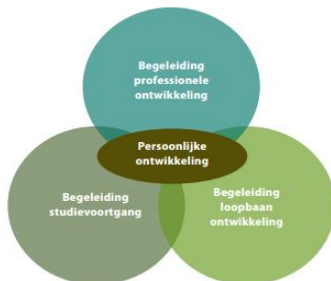 Begeleiding
professionele
ontwikkeling
Persoonlijke
ontwikkeling
Begeleiding
studievoortgang
Begeleiding
loopbaan
ontwikkeling